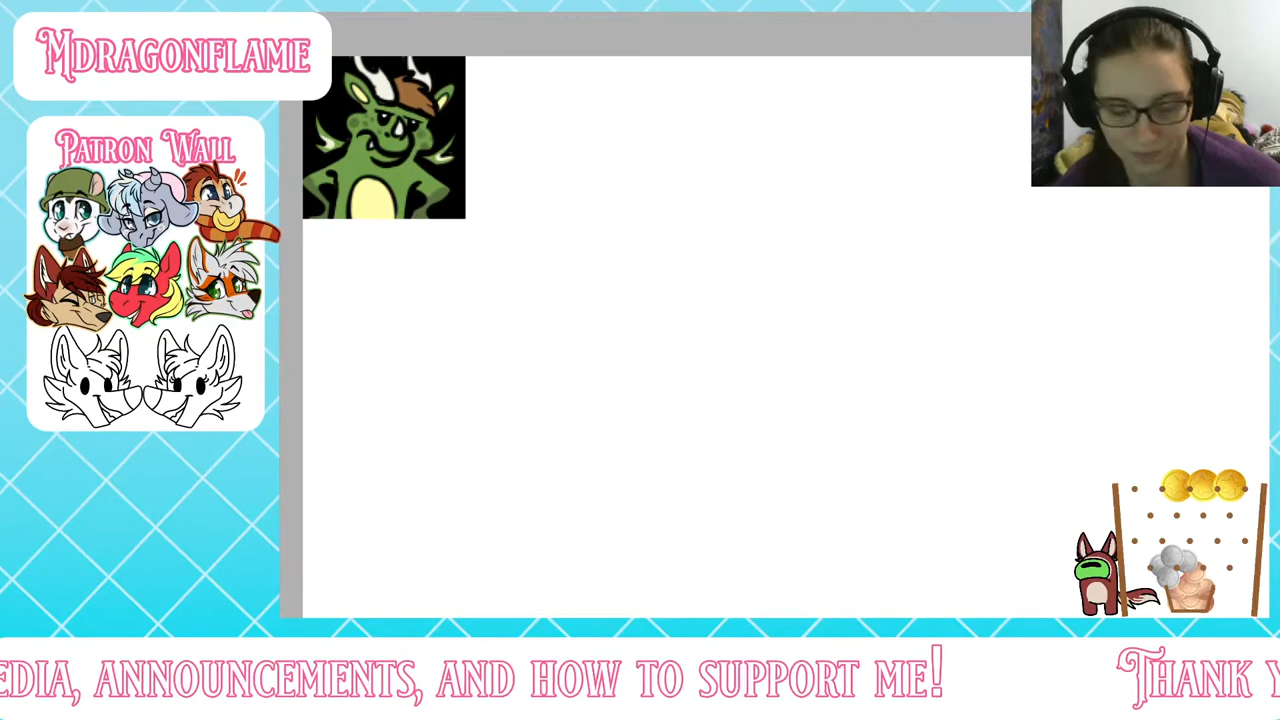 Mdragonflame
Patron Wall
EDIA, ANNOUNCEMENTS, AND HOW TO SUPPORT ME! THANK